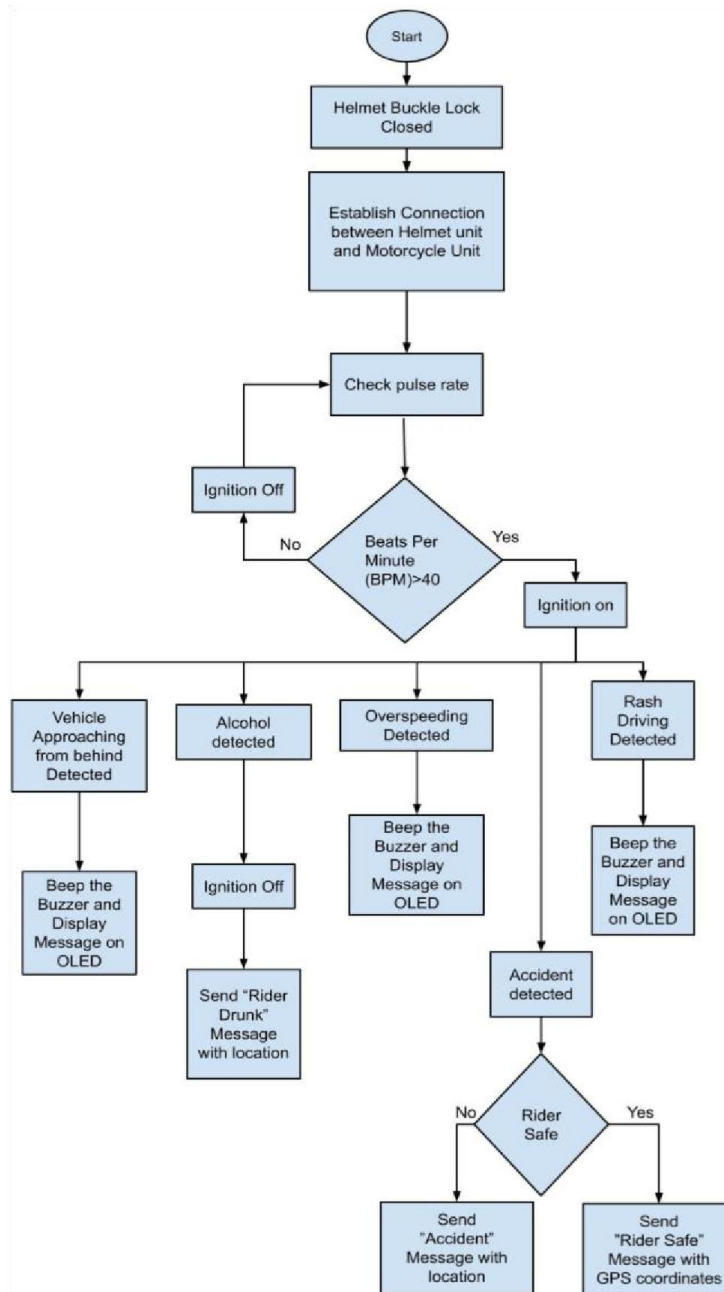 Start
Helmet Buckle Lock
Closed
Establish Connection
between Helmet unit
and Motorcycle Unit
Check pulse rate
Ignition Off
No
Beats Per
Minute
(BPM)>40
Yes
Ignition on
Vehicle
Approaching
from behind
Detected
Alcohol
detected
Overspeeding
Detected
Rash
Driving
Detected
Beep the
Buzzer and
Display
Message on
OLED
Ignition Off
Beep the
Buzzer and
Display
Message on
OLED
Beep the
Buzzer and
Display
Message
on OLED
Send “Rider
Drunk”
Message
with location
Accident
detected
No
Rider
Safe
Yes
Send
"Accident”
Message with
location
Send
"Rider Safe”
Message with
GPS coordinates